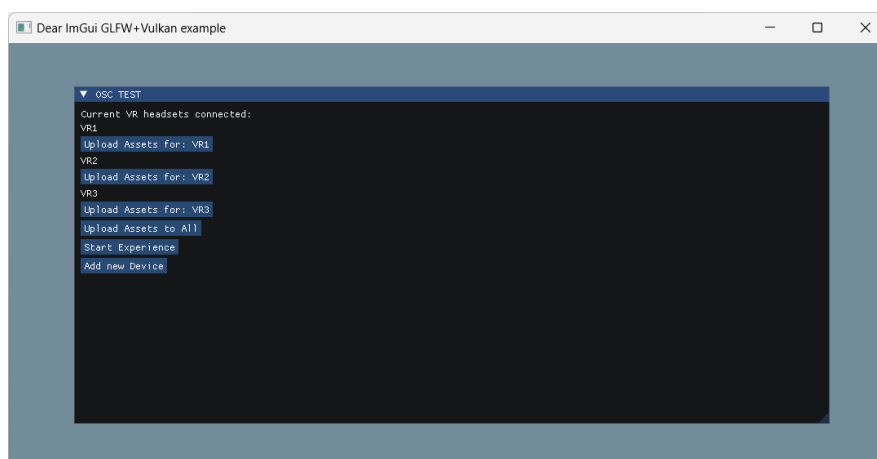 Dear ImGui GLFW+Vulkan example
OSC TEST
Current VR headsets connected:
VR1
Upload Assets for: VR1
VR2
Upload Assets for: VR2
VR3
Upload Assets for: VR3
Upload Assets to All
Start Experience
Add new Device